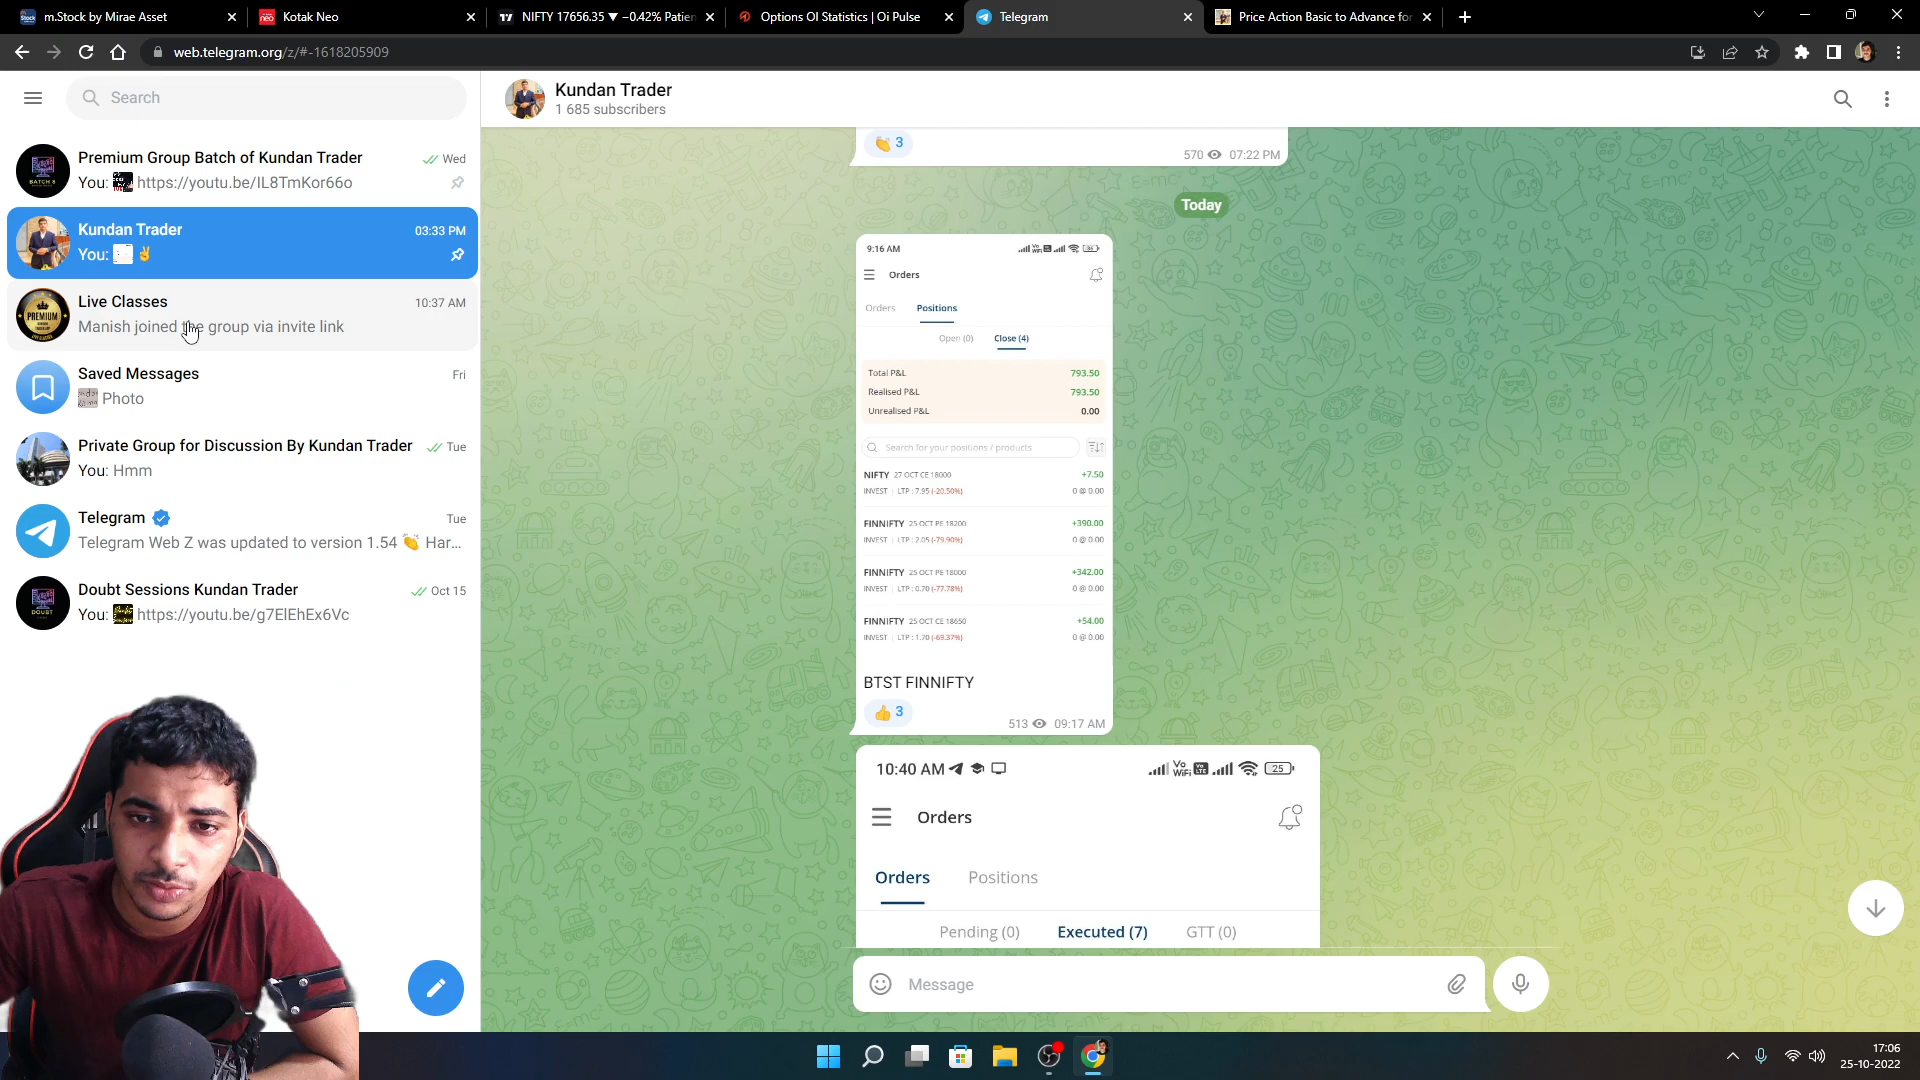 m.Stock by Mirae Asset
Kotak Neo
NIFTY 17656.35 ▼ −0.42% Patien
Options OI Statistics | Oi Pulse
Telegram
Price Action Basic to Advance for
web.telegram.org/z/#-1618205909
Search
Premium Group Batch of Kundan Trader
Wed
You: https://youtu.be/IL8TmKor66o
Kundan Trader
03:33 PM
You: ✌
Live Classes
10:37 AM
Manish joined the group via invite link
Saved Messages
Fri
Photo
Private Group for Discussion By Kundan Trader
Tue
You: Hmm
Telegram
Tue
Telegram Web Z was updated to version 1.54 👏 Har...
Doubt Sessions Kundan Trader
Oct 15
You: https://youtu.be/g7ElEhEx6Vc
Kundan Trader
1 685 subscribers
👏 3
570 07:22 PM
Today
9:16 AM
Orders
Orders Positions
Open (0) Close (4)
Total P&L 793.50
Realised P&L 793.50
Unrealised P&L 0.00
Search for your positions / products
NIFTY 27 OCT CE 18000 +7.50
INVEST | LTP : 7.95 (-20.50%) 0 @ 0.00
FINNIFTY 25 OCT PE 18200 +390.00
INVEST | LTP : 2.05 (-79.90%) 0 @ 0.00
FINNIFTY 25 OCT PE 18000 +342.00
INVEST | LTP : 0.70 (-77.78%) 0 @ 0.00
FINNIFTY 25 OCT CE 18650 +54.00
INVEST | LTP : 1.70 (-69.37%) 0 @ 0.00
BTST FINNIFTY
👍 3
513 09:17 AM
10:40 AM
25
Orders
Orders Positions
Pending (0) Executed (7) GTT (0)
Message
17:06
25-10-2022